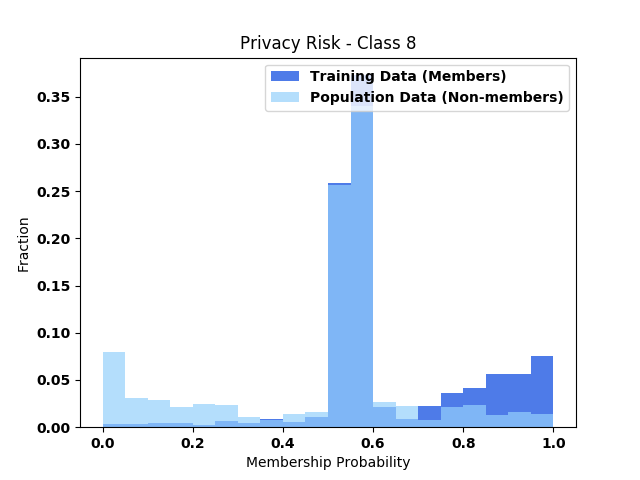 Privacy Risk - Class 8
Training Data (Members)
Population Data (Non-members)
Fraction
0.35
0.30
0.25
0.20
0.15
0.10
0.05
0.00
0.0 0.2 0.4 0.6 0.8 1.0
Membership Probability